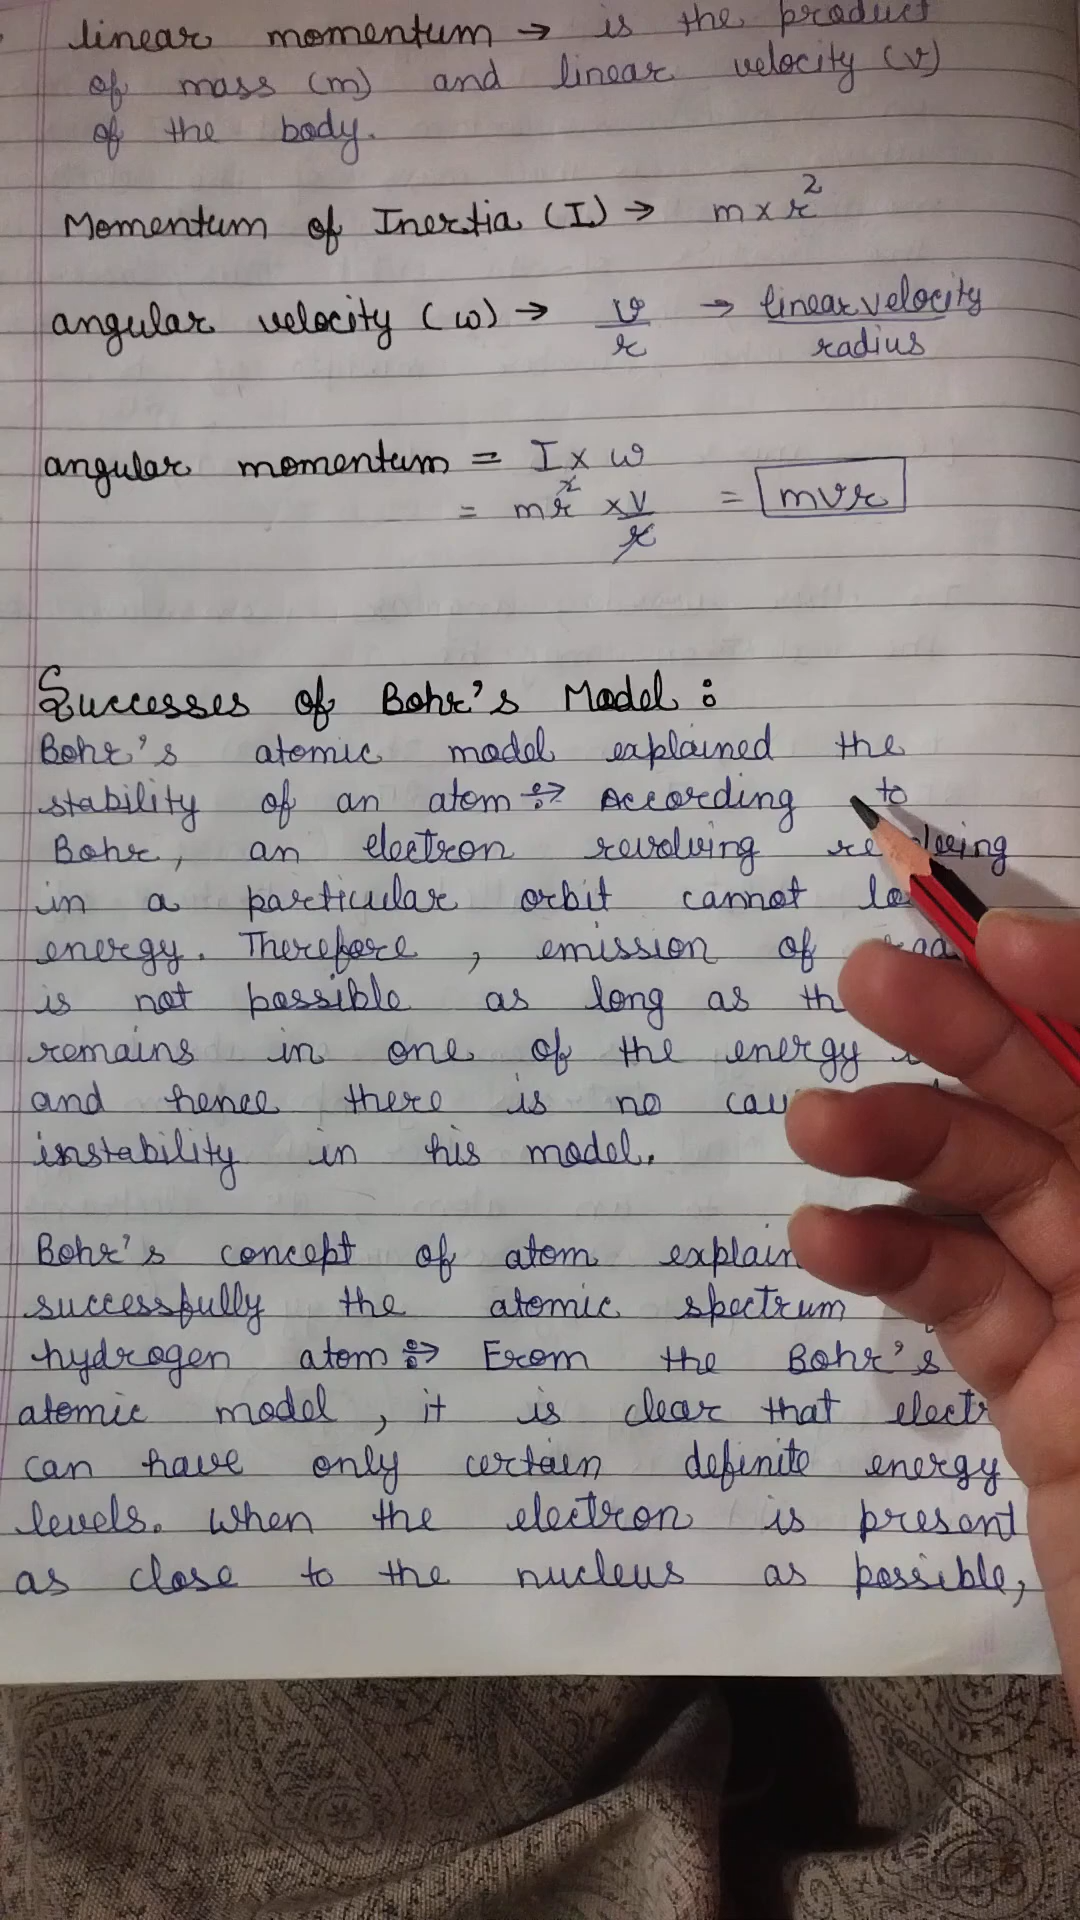 linear momentum → is the product
of mass (m) and linear velocity (v)
of the body.
Momentum of Inertia (I) → m x r²
angular velocity (ω) → v/r → linear velocity/radius
angular momentum = I x ω
= mr² x v/r = mvr
Successes of Bohr's Model :
Bohr's atomic model explained the
stability of an atom :⇒ According to
Bohr, an electron revolving
in a particular orbit cannot
energy. Therefore, emission of
is not possible as long as
remains in one of the energy
and hence there is no
instability in his model.
Bohr's concept of atom
successfully the atomic spectrum
hydrogen atom :⇒ From the Bohr's
atomic model, it is clear that
can have only certain definite energy
levels. When the electron is present
as close to the nucleus as possible,